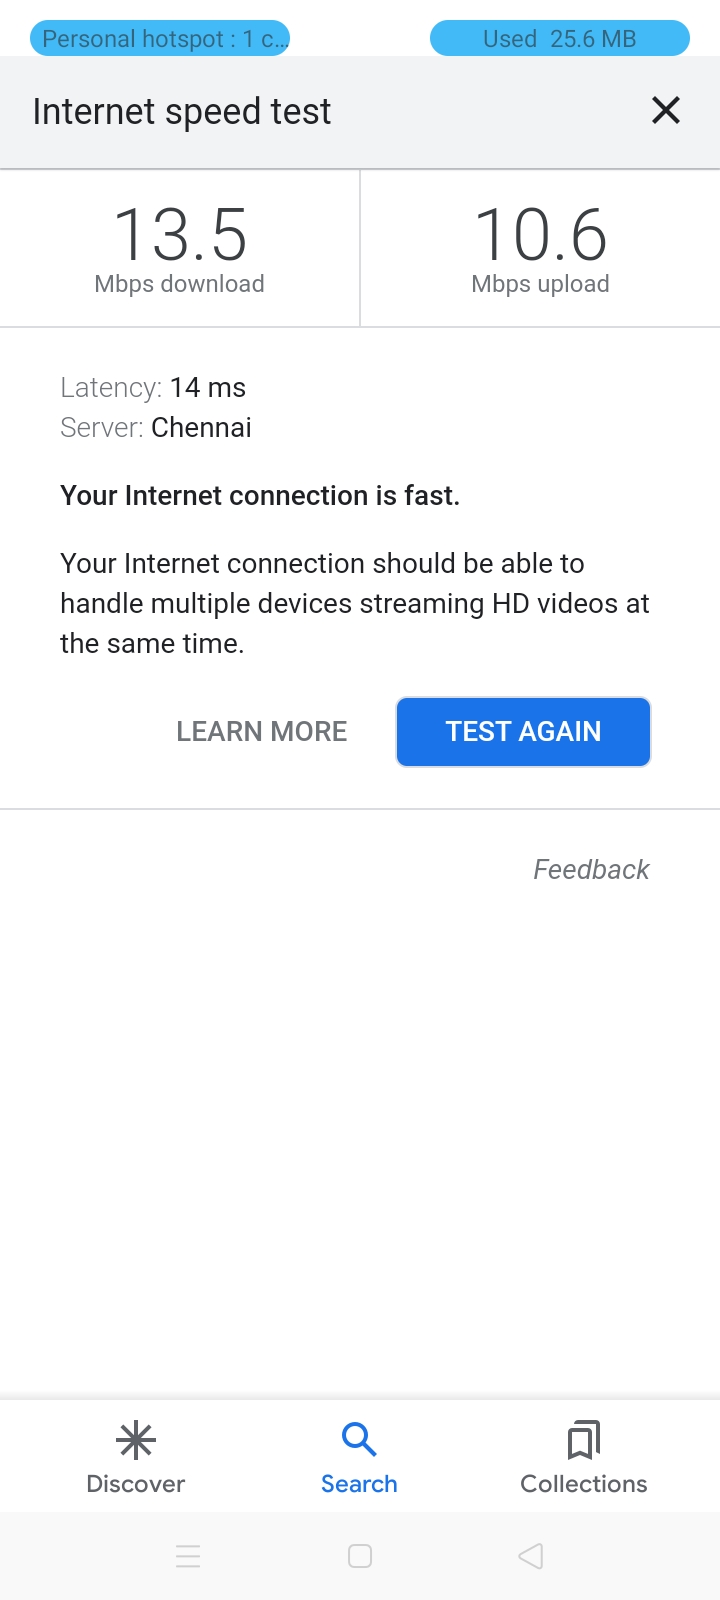 Personal hotspot : 1 c...
Used 25.6 MB
Internet speed test
13.5
Mbps download
10.6
Mbps upload
Latency: 14 ms
Server: Chennai
Your Internet connection is fast.
Your Internet connection should be able to
handle multiple devices streaming HD videos at
the same time.
LEARN MORE
TEST AGAIN
Feedback
Discover
Search
Collections